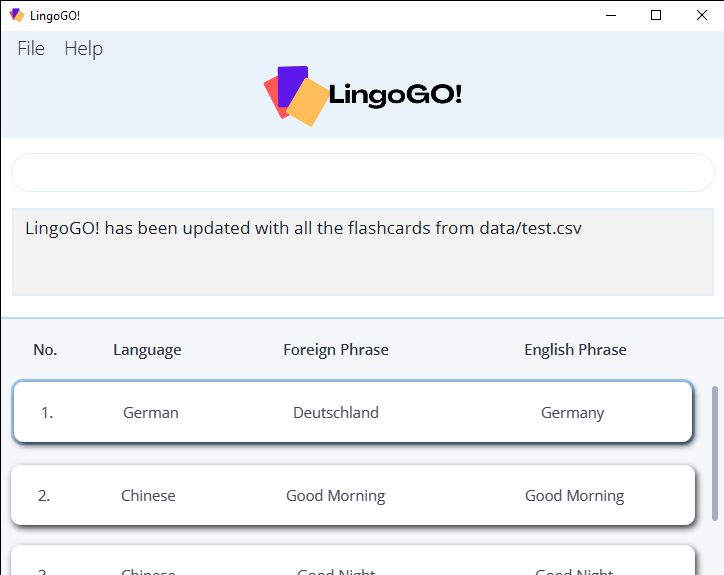 LingoGO!
File Help
LingoGO!
LingoGO! has been updated with all the flashcards from data/test.csv
No. Language Foreign Phrase English Phrase
1. German Deutschland Germany
2. Chinese Good Morning Good Morning
3. Chinese Good Night Good Night